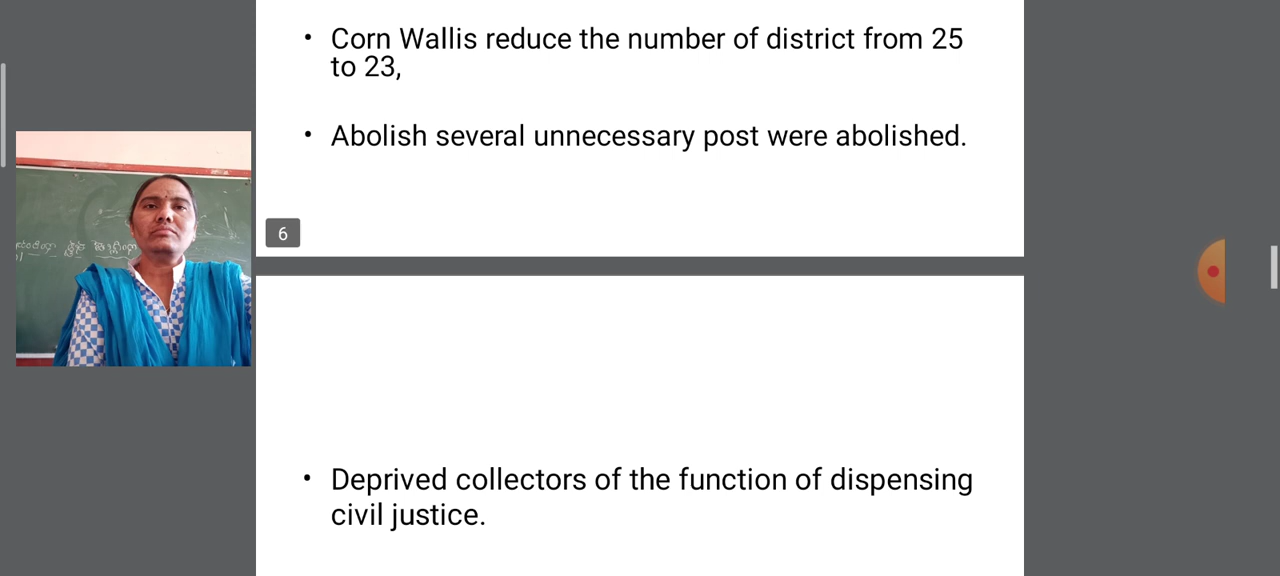 • Corn Wallis reduce the number of district from 25
to 23,
• Abolish several unnecessary post were abolished.
6
• Deprived collectors of the function of dispensing
civil justice.